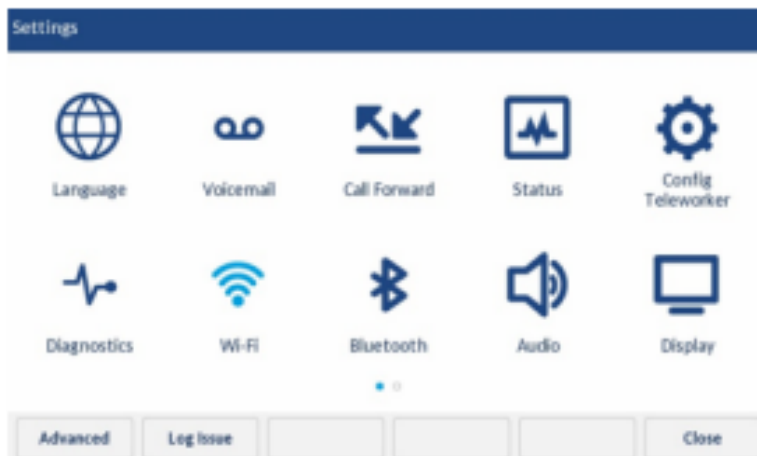 Settings
Language
Voicemail
Call Forward
Status
Config
Teleworker
Diagnostics
Wi-Fi
Bluetooth
Audio
Display
Advanced
Log Issue
Close